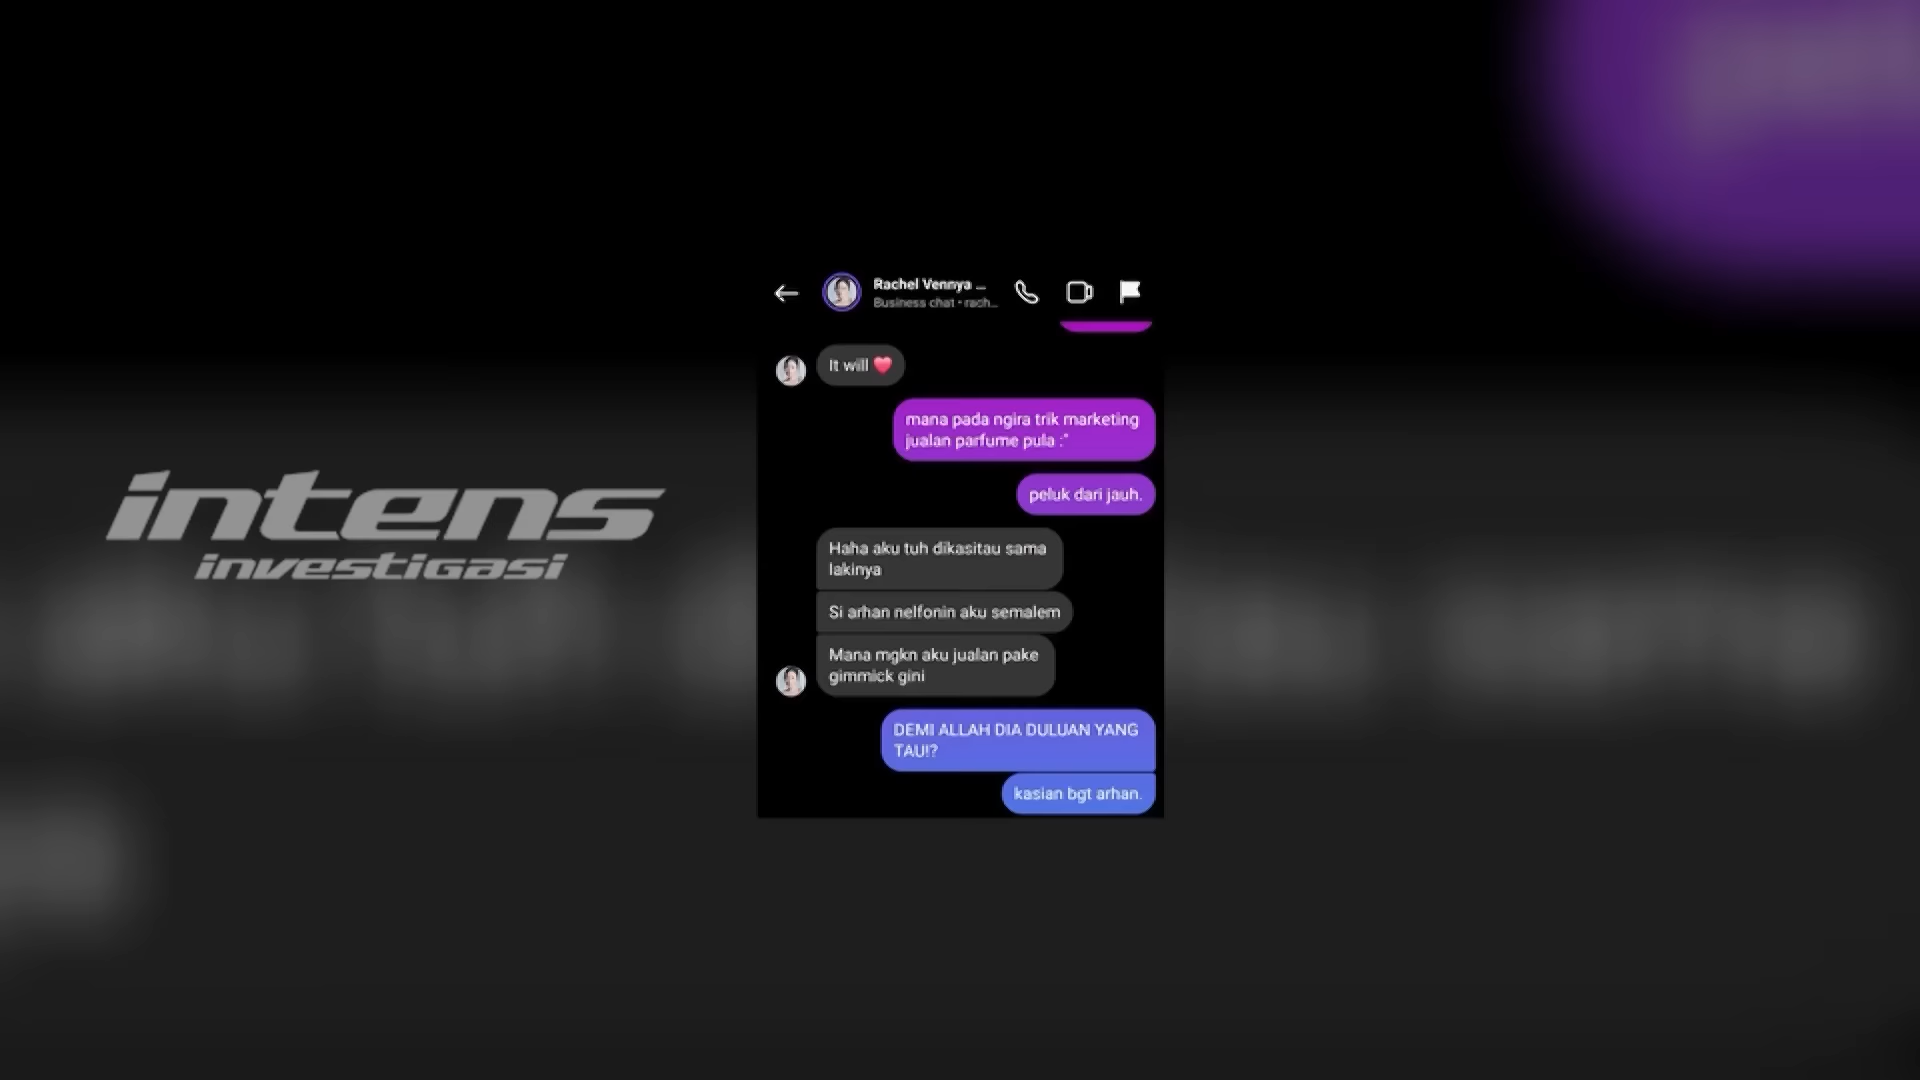 intens
investigasi
Rachel Vennya ...
Business chat • rach...
It will ❤️
mana pada ngira trik marketing
jualan parfume pula :"
peluk dari jauh.
Haha aku tuh dikasitau sama
lakinya
Si arhan nelfonin aku semalem
Mana mgkn aku jualan pake
gimmick gini
DEMI ALLAH DIA DULUAN YANG
TAU!?
kasian bgt arhan.